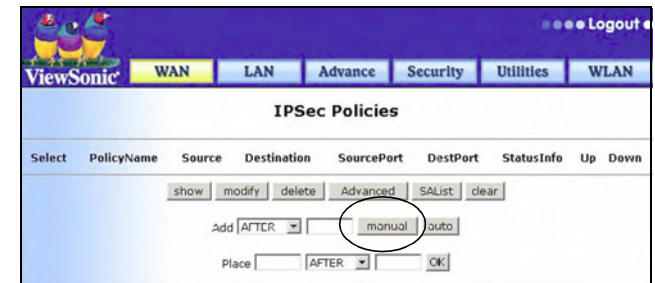 Logout
ViewSonic WAN LAN Advance Security Utilities WLAN
IPSec Policies
Select PolicyName Source Destination SourcePort DestPort StatusInfo Up Down
show modify delete Advanced SAList clear
Add AFTER manual auto
Place AFTER OK